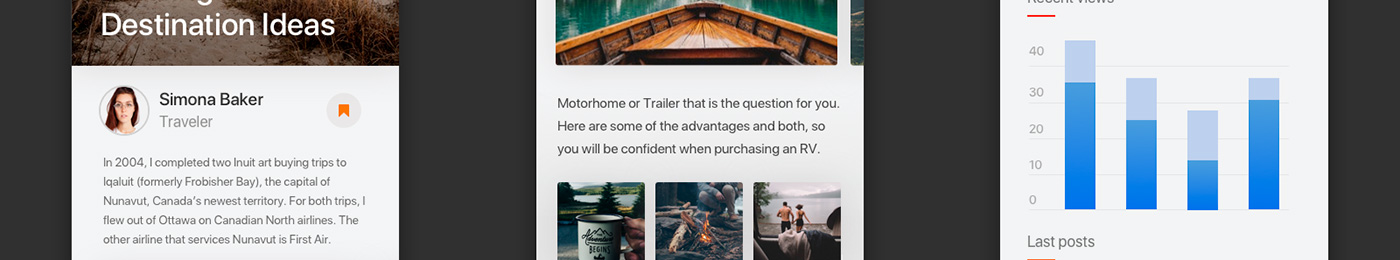 Destination Ideas
Simona Baker
Traveler
In 2004, I completed two Inuit art buying trips to
Iqaluit (formerly Frobisher Bay), the capital of
Nunavut, Canada's newest territory. For both trips, I
flew out of Ottawa on Canadian North airlines. The
other airline that services Nunavut is First Air.
Motorhome or Trailer that is the question for you.
Here are some of the advantages and both, so
you will be confident when purchasing an RV.
Adventure
BEGINS
Recent views
40
30
20
10
0
Last posts